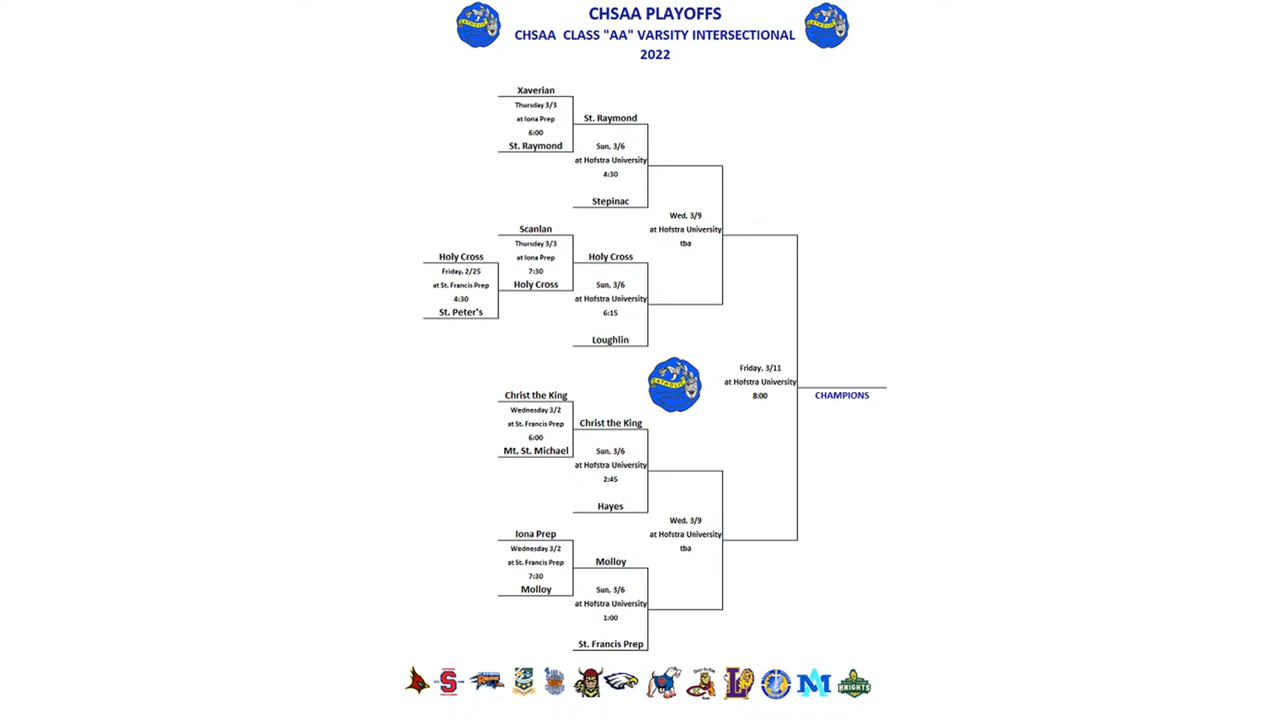 CHSAA PLAYOFFS
CHSAA CLASS "AA" VARSITY INTERSECTIONAL
2022
Xaverian
Thursday 3/3
at Iona Prep
6:00
St. Raymond
St. Raymond
Sun, 3/6
at Hofstra University
4:30
Stepinac
Wed, 3/9
at Hofstra University
tba
Scanlan
Thursday 3/3
at Iona Prep
7:30
Holy Cross
Holy Cross
Friday, 2/25
at St. Francis Prep
4:30
St. Peter's
Holy Cross
Sun, 3/6
at Hofstra University
6:15
Loughlin
Friday, 3/11
at Hofstra University
8:00
CHAMPIONS
CATHOLIC
Christ the King
Wednesday 3/2
at St. Francis Prep
6:00
Mt. St. Michael
Christ the King
Sun, 3/6
at Hofstra University
2:45
Hayes
Wed, 3/9
at Hofstra University
tba
Iona Prep
Wednesday 3/2
at St. Francis Prep
7:30
Molloy
Molloy
Sun, 3/6
at Hofstra University
1:00
St. Francis Prep
S
L
M
KNIGHTS